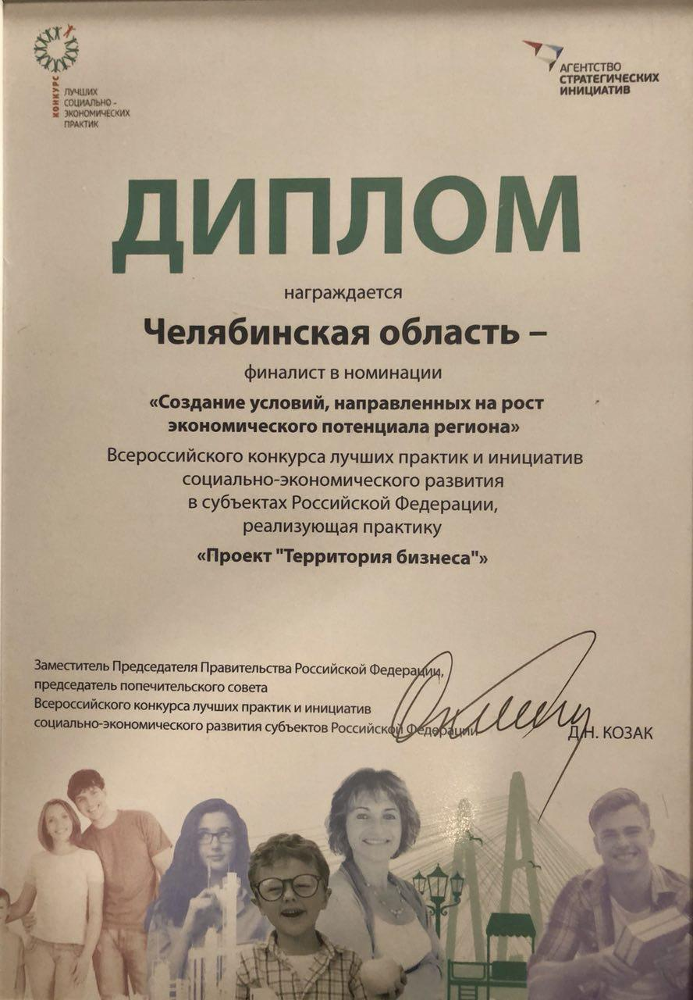 КОНКУРС
ЛУЧШИХ
СОЦИАЛЬНО -
ЭКОНОМИЧЕСКИХ
ПРАКТИК
АГЕНТСТВО
СТРАТЕГИЧЕСКИХ
ИНИЦИАТИВ
ДИПЛОМ
награждается
Челябинская область –
финалист в номинации
«Создание условий, направленных на рост
экономического потенциала региона»
Всероссийского конкурса лучших практик и инициатив
социально-экономического развития
в субъектах Российской Федерации,
реализующая практику
«Проект "Территория бизнеса"»
Заместитель Председателя Правительства Российской Федерации,
председатель попечительского совета
Всероссийского конкурса лучших практик и инициатив
социально-экономического развития субъектов Российской Федерации
Д.Н. КОЗАК